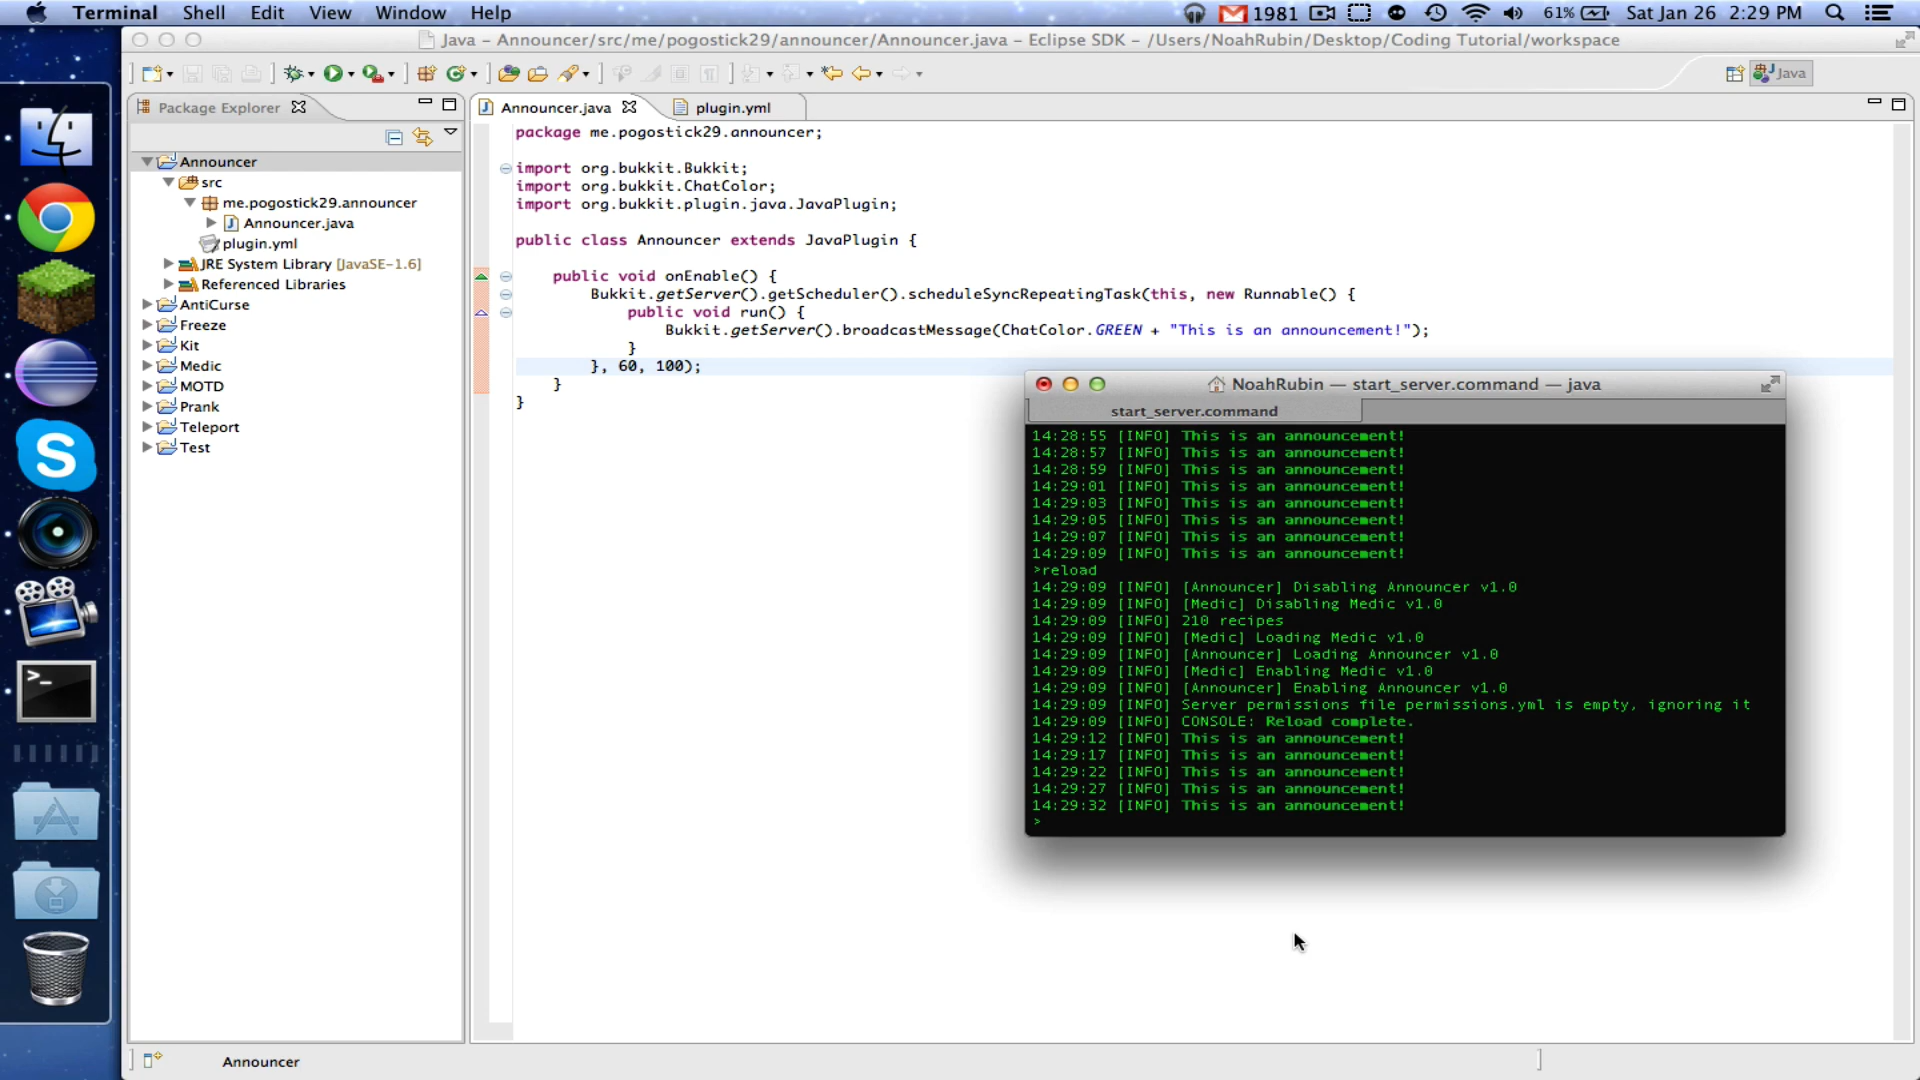 Terminal Shell Edit View Window Help 1981 61% Sat Jan 26 2:29 PM
Java – Announcer/src/me/pogostick29/announcer/Announcer.java – Eclipse SDK – /Users/NoahRubin/Desktop/Coding Tutorial/workspace
Java
Package Explorer
Announcer
src
me.pogostick29.announcer
Announcer.java
plugin.yml
JRE System Library [JavaSE-1.6]
Referenced Libraries
AntiCurse
Freeze
Kit
Medic
MOTD
Prank
Teleport
Test
Announcer.java plugin.yml
package me.pogostick29.announcer;
import org.bukkit.Bukkit;
import org.bukkit.ChatColor;
import org.bukkit.plugin.java.JavaPlugin;
public class Announcer extends JavaPlugin {
public void onEnable() {
Bukkit.getServer().getScheduler().scheduleSyncRepeatingTask(this, new Runnable() {
public void run() {
Bukkit.getServer().broadcastMessage(ChatColor.GREEN + "This is an announcement!");
}
}, 60, 100);
}
}
NoahRubin — start_server.command — java
start_server.command
14:28:55 [INFO] This is an announcement!
14:28:57 [INFO] This is an announcement!
14:28:59 [INFO] This is an announcement!
14:29:01 [INFO] This is an announcement!
14:29:03 [INFO] This is an announcement!
14:29:05 [INFO] This is an announcement!
14:29:07 [INFO] This is an announcement!
14:29:09 [INFO] This is an announcement!
>reload
14:29:09 [INFO] [Announcer] Disabling Announcer v1.0
14:29:09 [INFO] [Medic] Disabling Medic v1.0
14:29:09 [INFO] 210 recipes
14:29:09 [INFO] [Medic] Loading Medic v1.0
14:29:09 [INFO] [Announcer] Loading Announcer v1.0
14:29:09 [INFO] [Medic] Enabling Medic v1.0
14:29:09 [INFO] [Announcer] Enabling Announcer v1.0
14:29:09 [INFO] Server permissions file permissions.yml is empty, ignoring it
14:29:09 [INFO] CONSOLE: Reload complete.
14:29:12 [INFO] This is an announcement!
14:29:17 [INFO] This is an announcement!
14:29:22 [INFO] This is an announcement!
14:29:27 [INFO] This is an announcement!
14:29:32 [INFO] This is an announcement!
>
Announcer